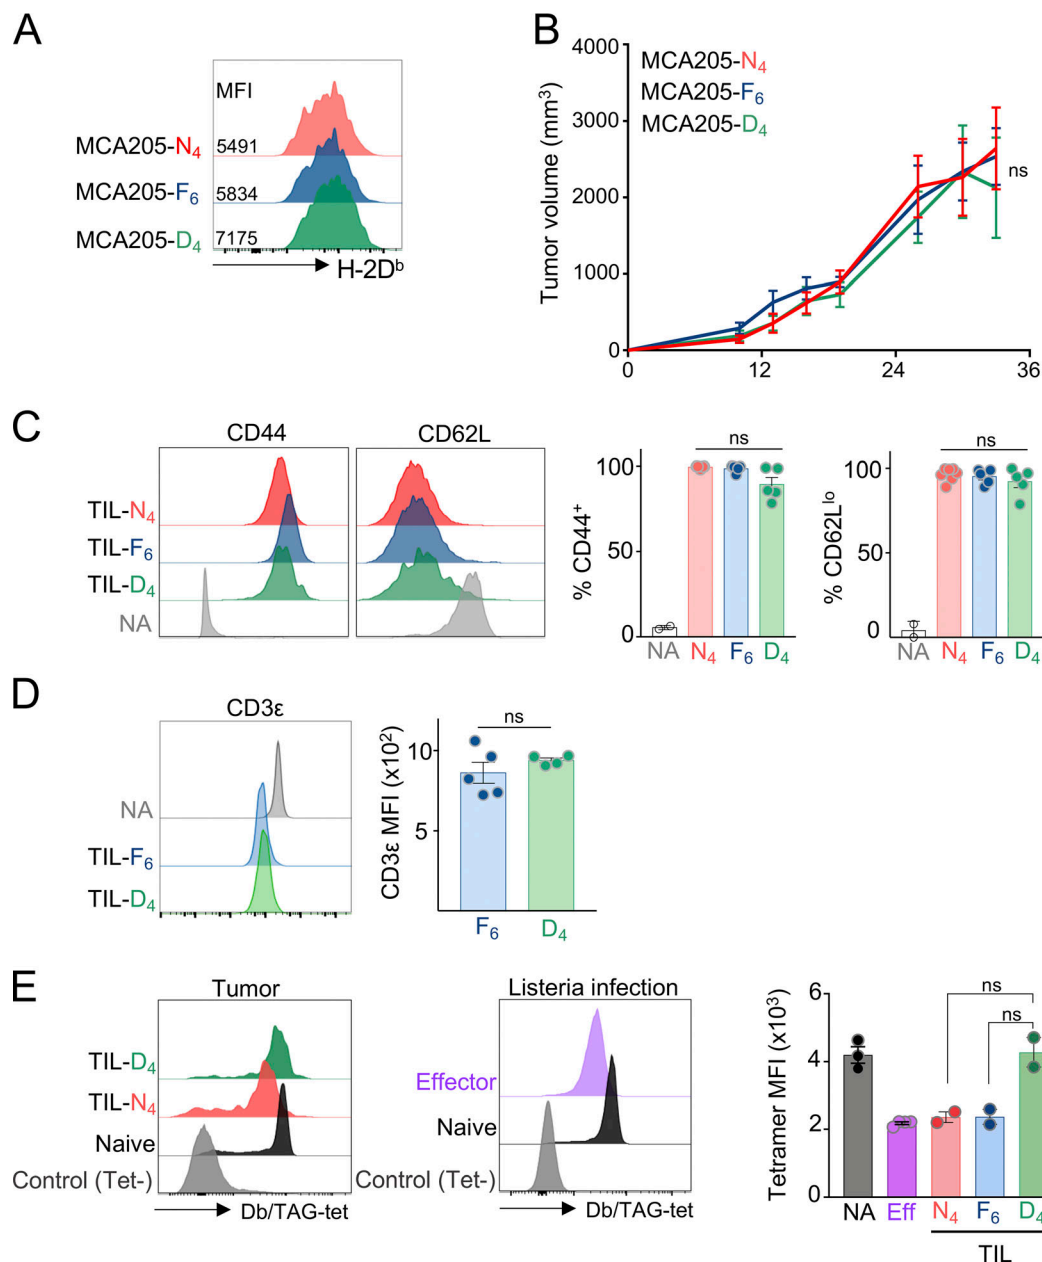 A
MFI
MCA205-N4
5491
MCA205-F6
5834
MCA205-D4
7175
H-2Dᵇ
B
Tumor volume (mm³)
4000
3000
2000
1000
0
MCA205-N4
MCA205-F6
MCA205-D4
ns
0
12
24
36
C
CD44
CD62L
TIL-N4
TIL-F6
TIL-D4
NA
% CD44⁺
100
50
0
ns
NA
N4
F6
D4
% CD62Lˡᵒ
100
50
0
ns
NA
N4
F6
D4
D
CD3ε
NA
TIL-F6
TIL-D4
CD3ε MFI (x10²)
10
5
ns
F6
D4
E
Tumor
TIL-D4
TIL-N4
Naive
Control (Tet-)
Db/TAG-tet
Listeria infection
Effector
Naive
Control (Tet-)
Db/TAG-tet
Tetramer MFI (x10³)
6
4
2
0
ns
ns
NA
Eff
N4
F6
D4
TIL